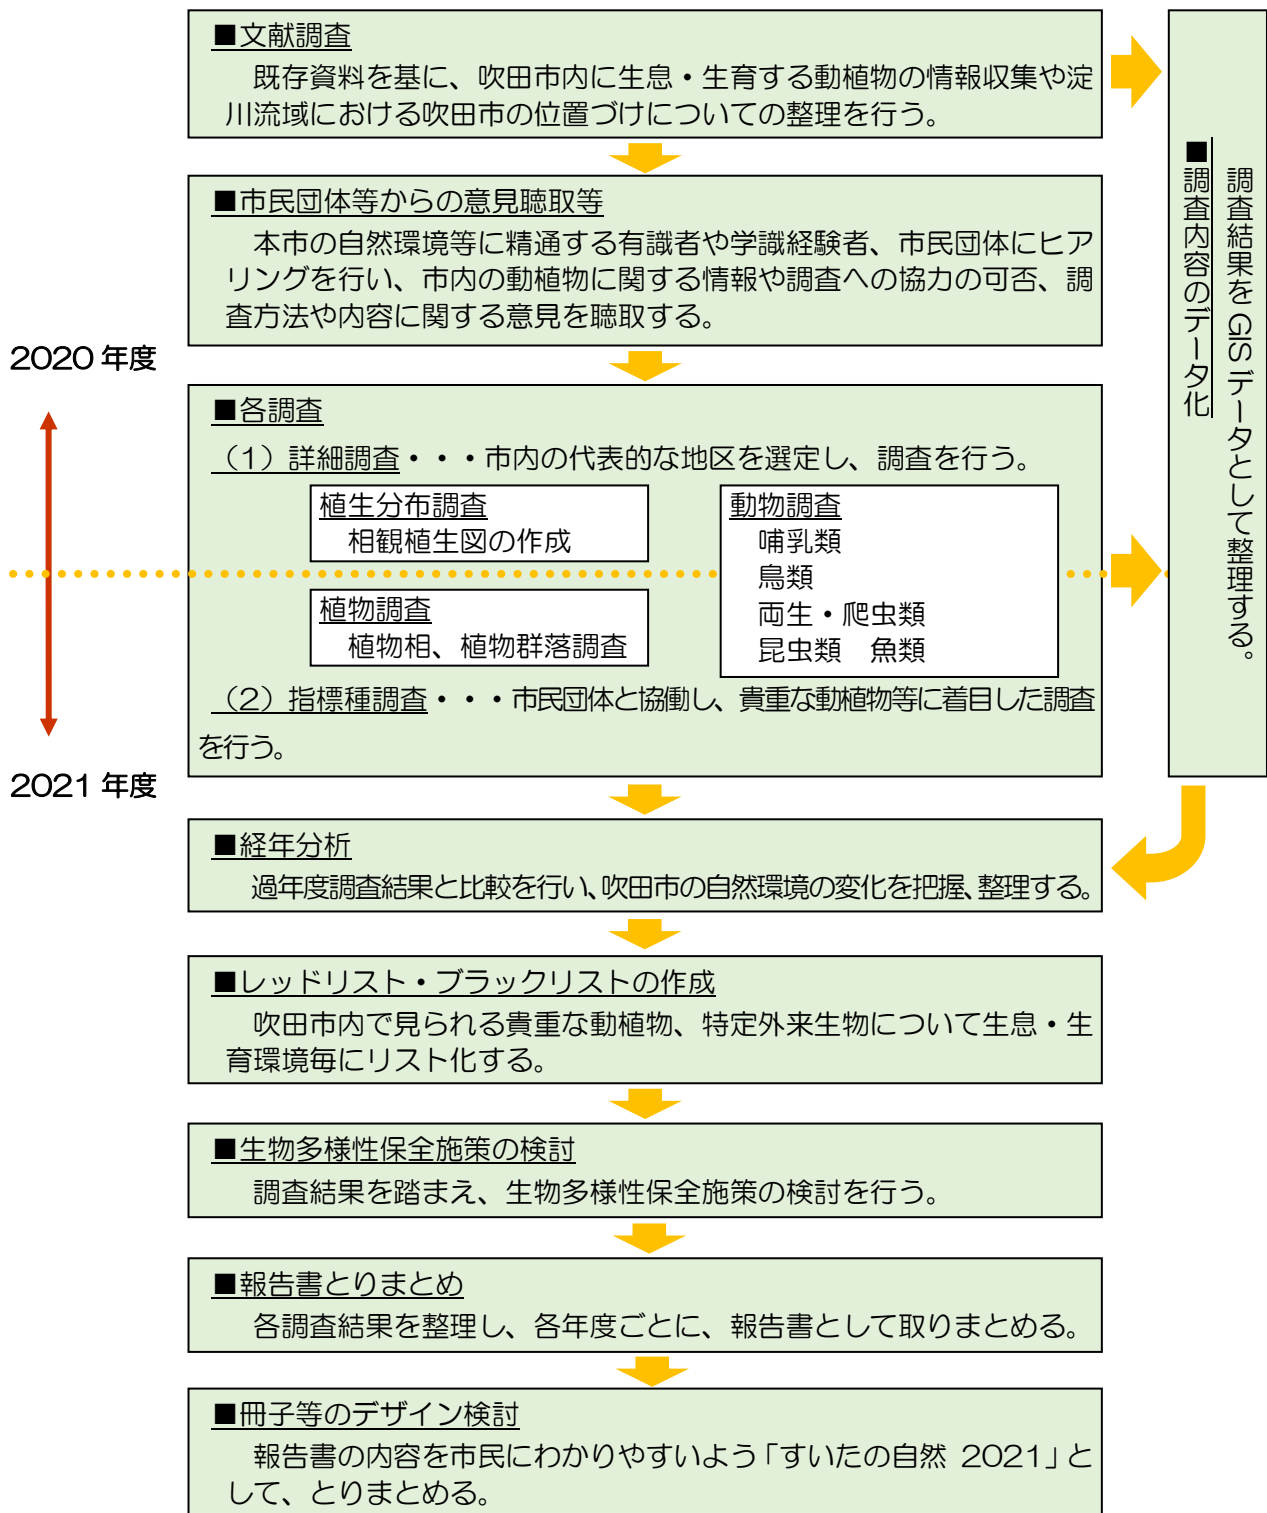 ■文献調査
既存資料を基に、吹田市内に生息・生育する動植物の情報収集や淀
川流域における吹田市の位置づけについての整理を行う。
■市民団体等からの意見聴取等
本市の自然環境等に精通する有識者や学識経験者、市民団体にヒア
リングを行い、市内の動植物に関する情報や調査への協力の可否、調
査方法や内容に関する意見を聴取する。
2020 年度
■各調査
（1）詳細調査・・・市内の代表的な地区を選定し、調査を行う。
植生分布調査
相観植生図の作成
植物調査
植物相、植物群落調査
動物調査
哺乳類
鳥類
両生・爬虫類
昆虫類　魚類
（2）指標種調査・・・市民団体と協働し、貴重な動植物等に着目した調査
を行う。
2021 年度
■調査内容のデータ化
調査結果を GIS データとして整理する。
■経年分析
過年度調査結果と比較を行い、吹田市の自然環境の変化を把握、整理する。
■レッドリスト・ブラックリストの作成
吹田市内で見られる貴重な動植物、特定外来生物について生息・生
育環境毎にリスト化する。
■生物多様性保全施策の検討
調査結果を踏まえ、生物多様性保全施策の検討を行う。
■報告書とりまとめ
各調査結果を整理し、各年度ごとに、報告書として取りまとめる。
■冊子等のデザイン検討
報告書の内容を市民にわかりやすいよう「すいたの自然 2021」と
して、とりまとめる。